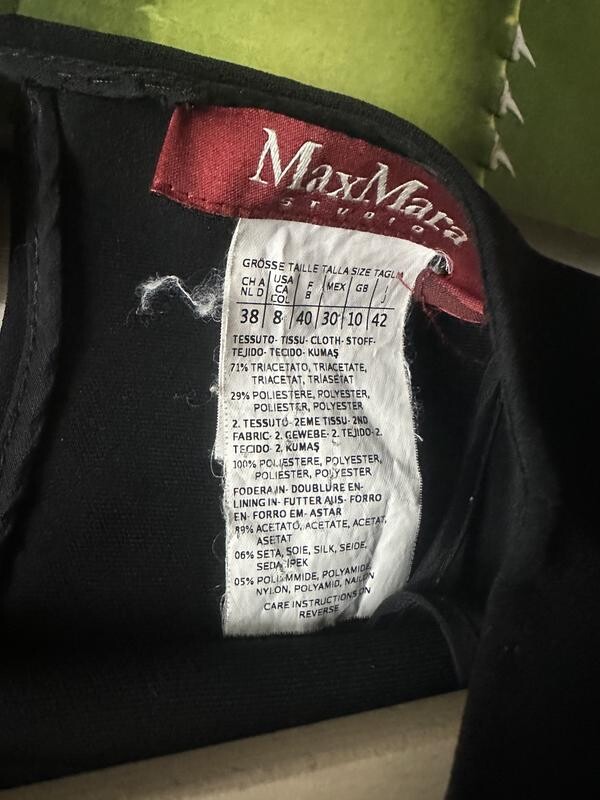 MaxMara
STUDIO
GRÖSSE TAILLE TALLA SIZE TAGLIA
CH A NL D USA CA COL F B MEX GB I J
38 8 40 30 10 42
TESSUTO- TISSU- CLOTH- STOFF-
TEJIDO- TECIDO- KUMAŞ
71% TRIACETATO, TRIACETATE,
TRIACETAT, TRIASETAT
29% POLIESTERE, POLYESTER,
POLIESTER, POLYESTER
2. TESSUTO- 2EME TISSU- 2ND
FABRIC- 2. GEWEBE- 2. TEJIDO- 2.
TECIDO- 2. KUMAŞ
100% POLIESTERE, POLYESTER,
POLIESTER, POLYESTER
FODERA IN- DOUBLURE EN-
LINING IN- FUTTER AUS- FORRO
EN- FORRO EM- ASTAR
89% ACETATO, ACETATE, ACETAT,
ASETAT
06% SETA, SOIE, SILK, SEIDE,
SEDA, IPEK
05% POLIAMMIDE, POLYAMIDE,
NYLON, POLYAMID, NAILON
CARE INSTRUCTIONS ON
REVERSE